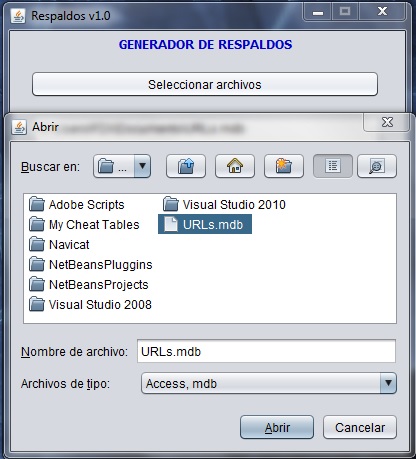 Respaldos v1.0
GENERADOR DE RESPALDOS
Seleccionar archivos
Abrir
Buscar en: ...
Adobe Scripts
My Cheat Tables
Navicat
NetBeansPluggins
NetBeansProjects
Visual Studio 2008
Visual Studio 2010
URLs.mdb
Nombre de archivo: URLs.mdb
Archivos de tipo: Access, mdb
Abrir Cancelar